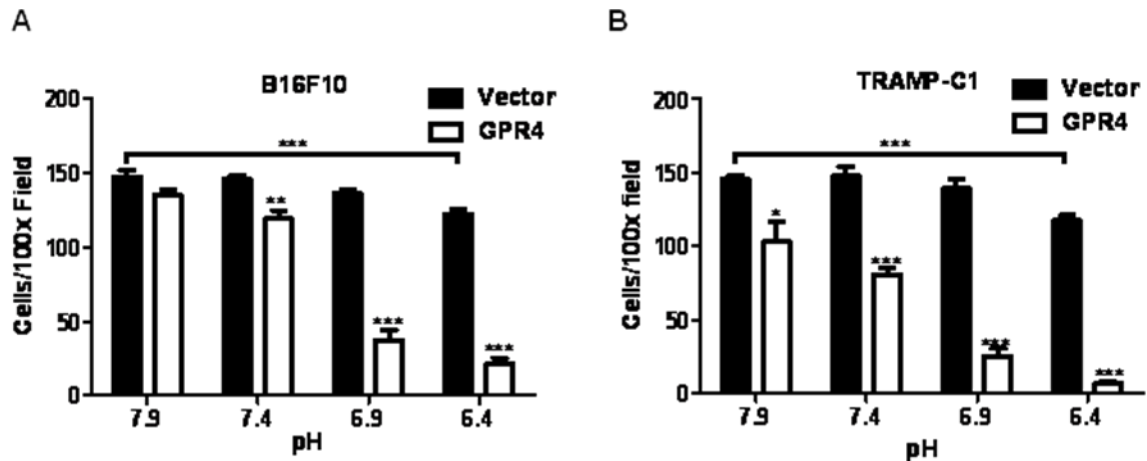 A
B16F10
Vector
GPR4
Cells/100x Field
200
150
100
50
0
***
**
***
***
7.9 7.4 6.9 6.4
pH
B
TRAMP-C1
Vector
GPR4
Cells/100x field
200
150
100
50
0
***
*
***
***
***
7.9 7.4 6.9 6.4
pH